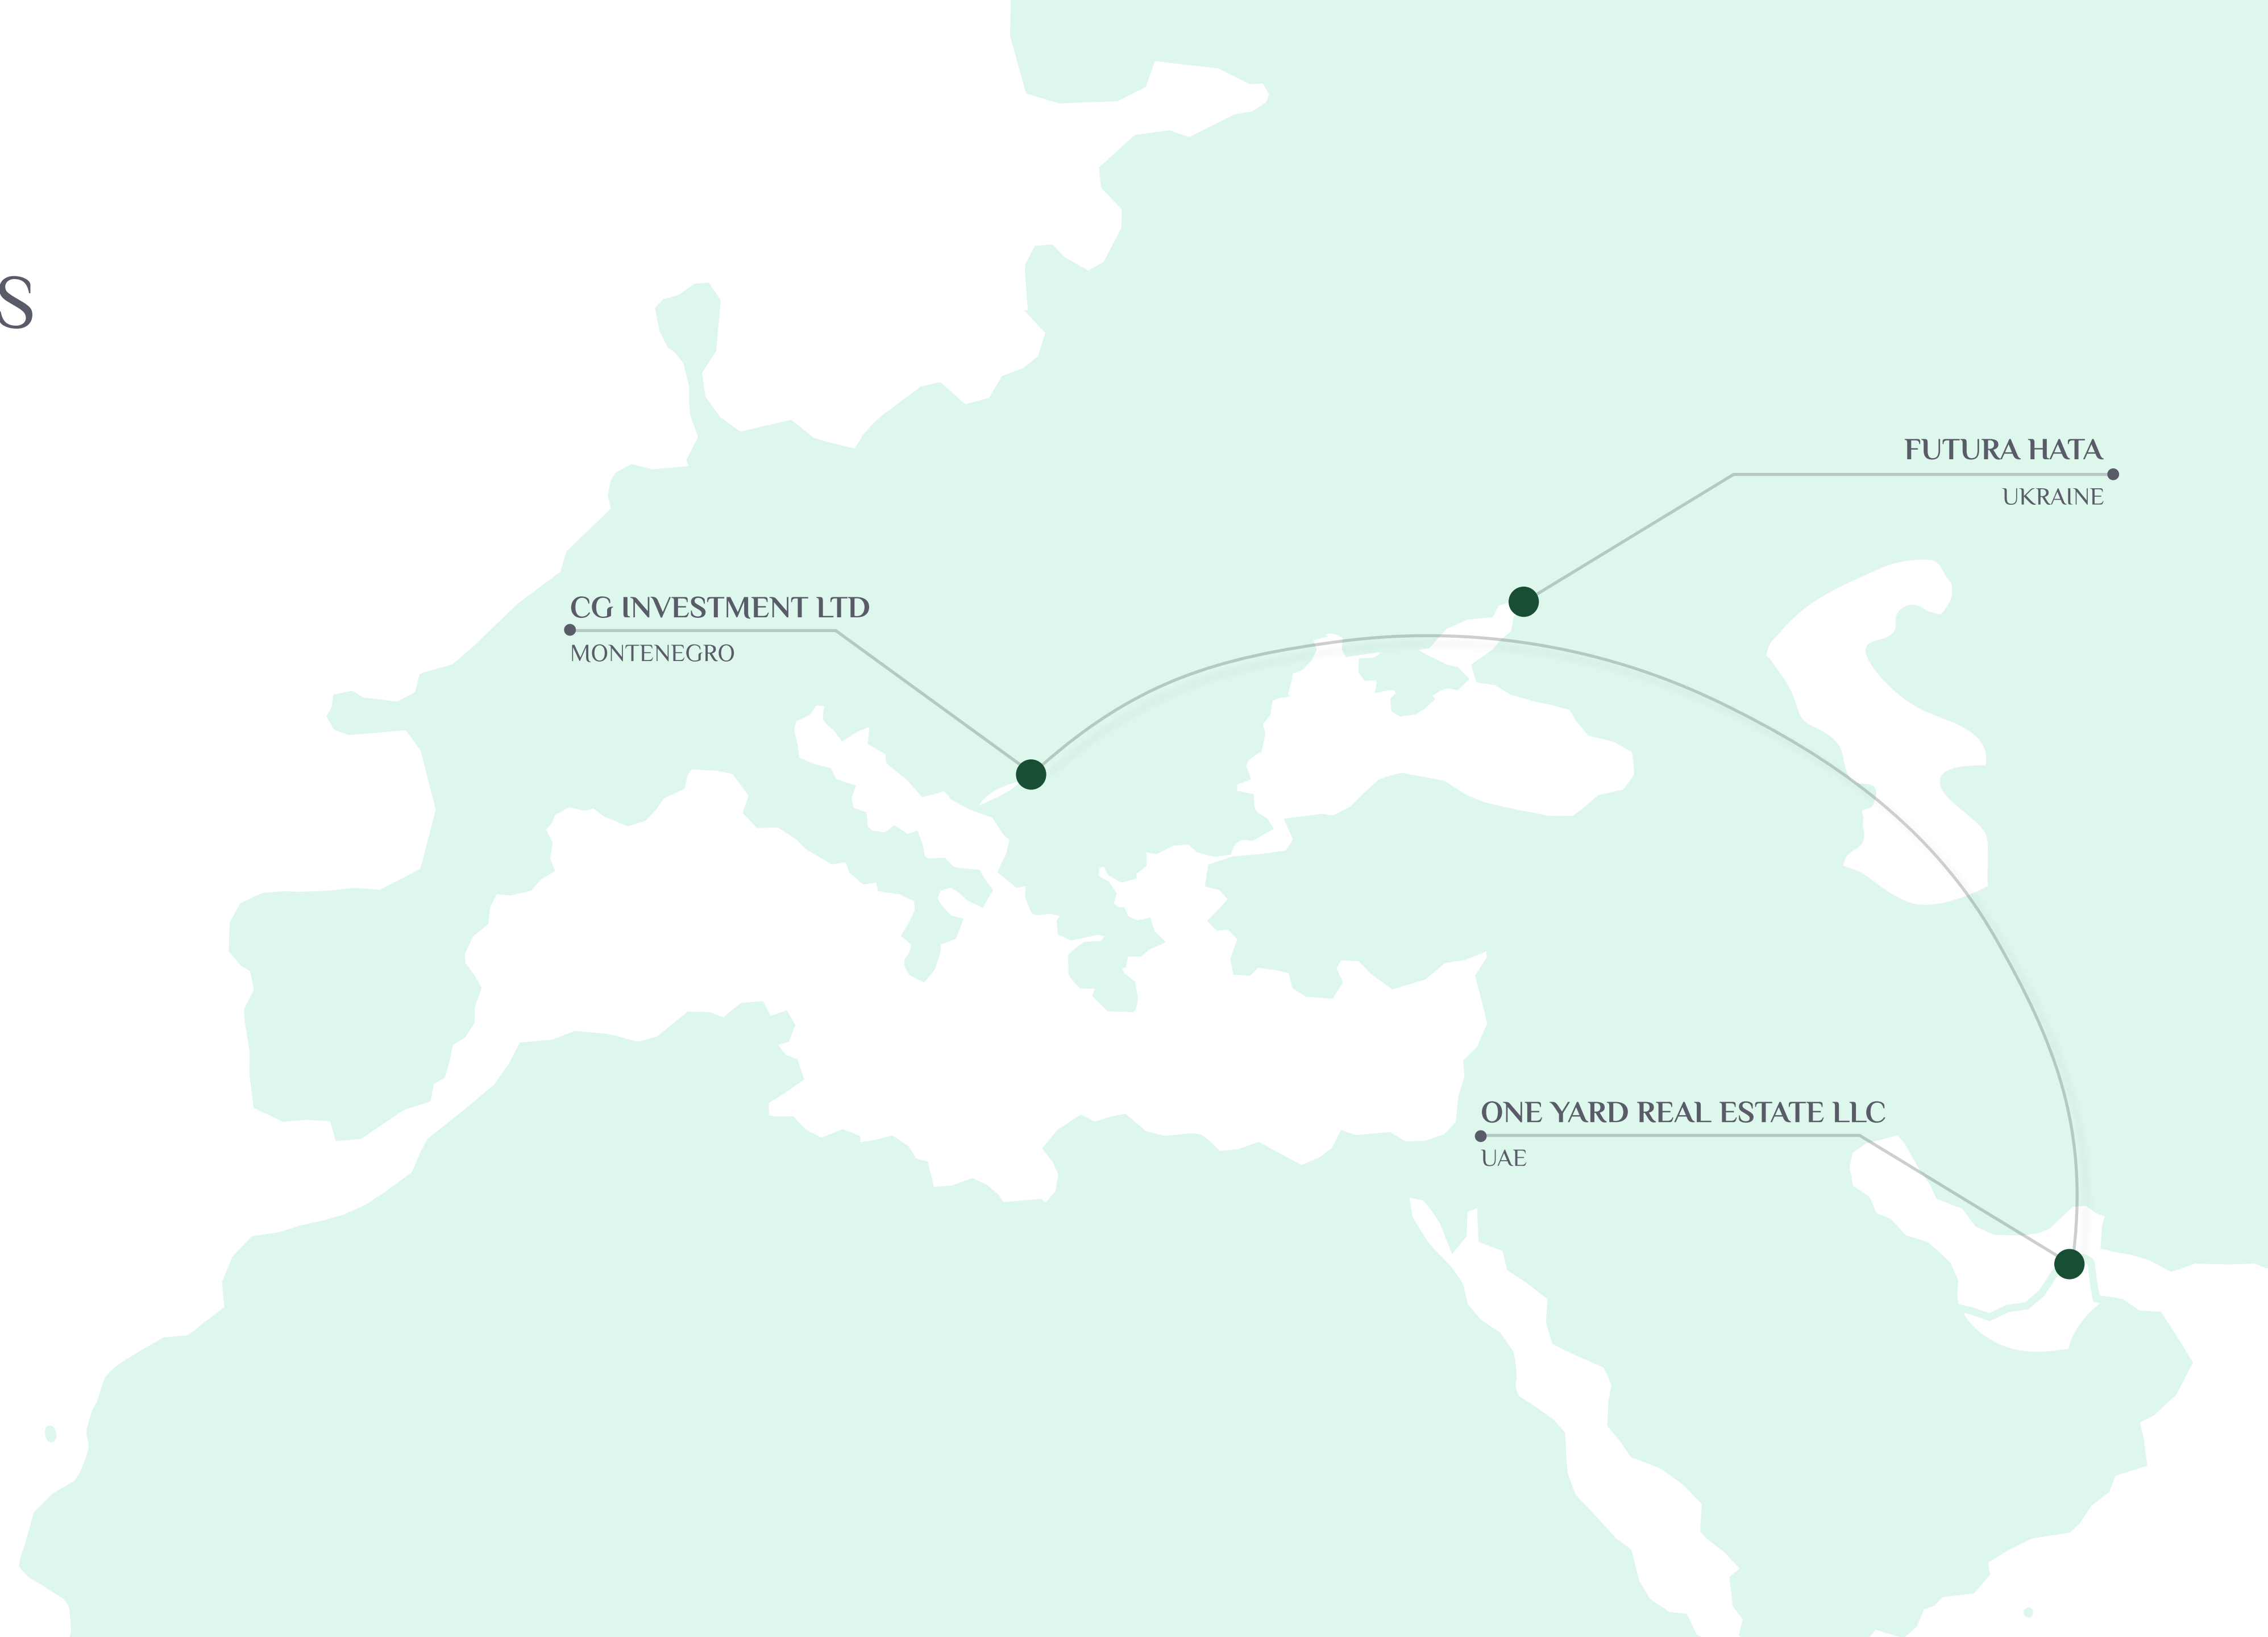 S
FUTURA HATA
UKRAINE
CG INVESTMENT LTD
MONTENEGRO
ONE YARD REAL ESTATE LLC
UAE